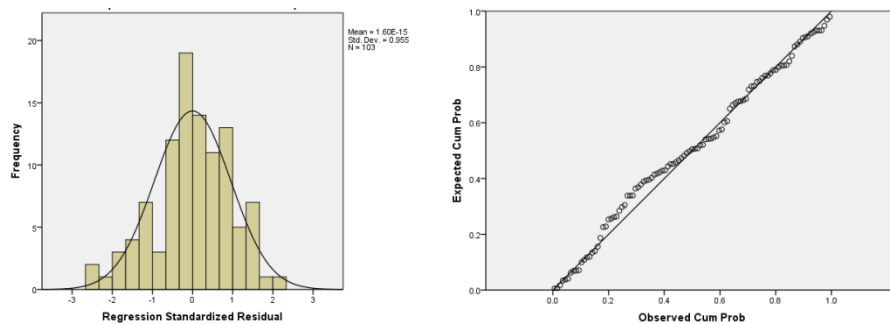 Mean = 1.60E-15
Std. Dev. = 0.955
N = 103
20
15
10
5
0
Frequency
-3 -2 -1 0 1 2 3
Regression Standardized Residual
1.0
0.8
0.6
0.4
0.2
0.0
Expected Cum Prob
0.0 0.2 0.4 0.6 0.8 1.0
Observed Cum Prob